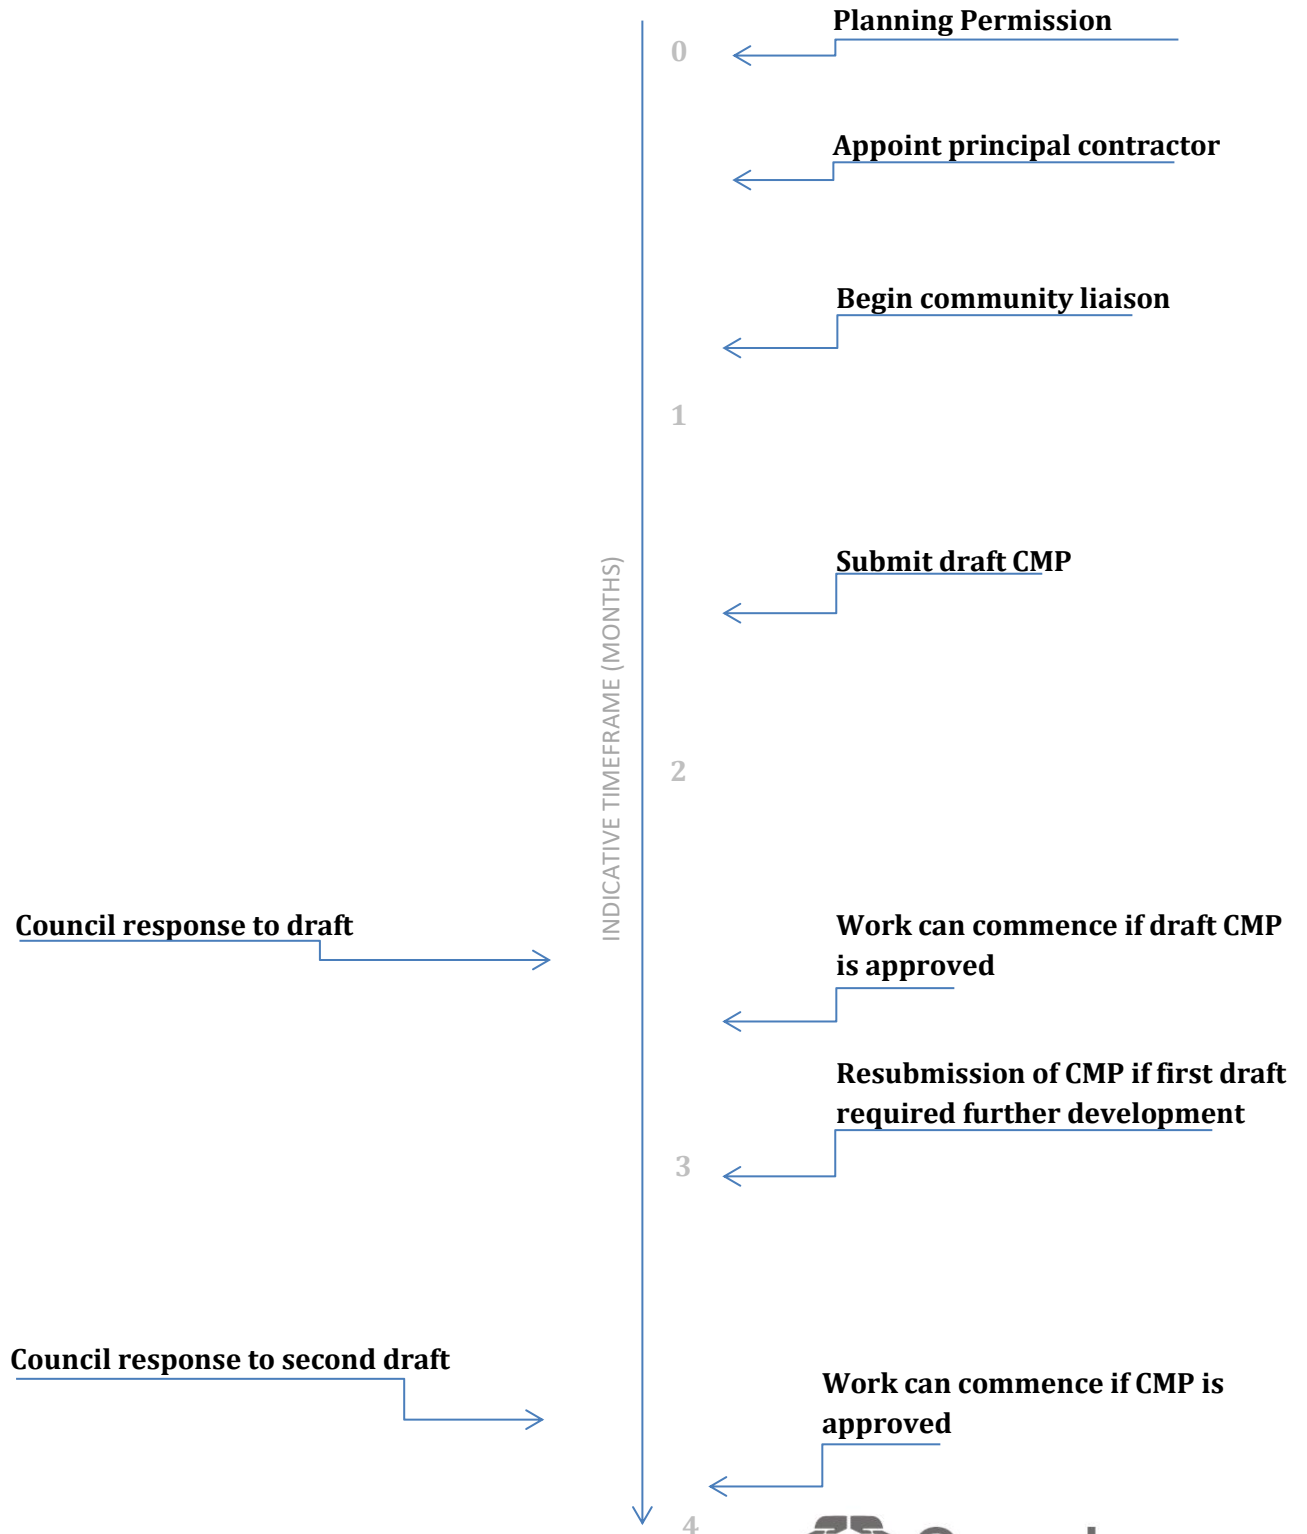 Planning Permission
0
Appoint principal contractor
Begin community liaison
1
Submit draft CMP
INDICATIVE TIMEFRAME (MONTHS)
2
Council response to draft
Work can commence if draft CMP
is approved
Resubmission of CMP if first draft
required further development
3
Council response to second draft
Work can commence if CMP is
approved
4